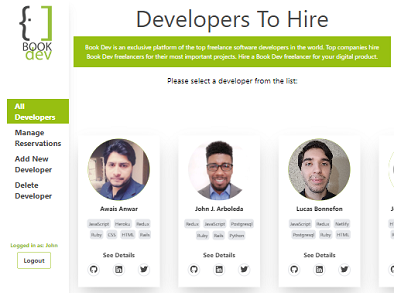 { }
BOOK
dev
Developers To Hire
Book Dev is an exclusive platform of the top freelance software developers in the world. Top companies hire
Book Dev freelancers for their most important projects. Hire a Book Dev freelancer for your digital product.
Please select a developer from the list:
All
Developers
Manage
Reservations
Add New
Developer
Delete
Developer
Logged in as: John
Logout
Awais Anwar
JavaScript Heroku Redux
Ruby CSS HTML Rails
See Details
John J. Arboleda
Redux JavaScript Postgresql
Ruby Rails Python
See Details
Lucas Bonnefon
JavaScript Redux Netlify
Postgresql Ruby HTML
See Details